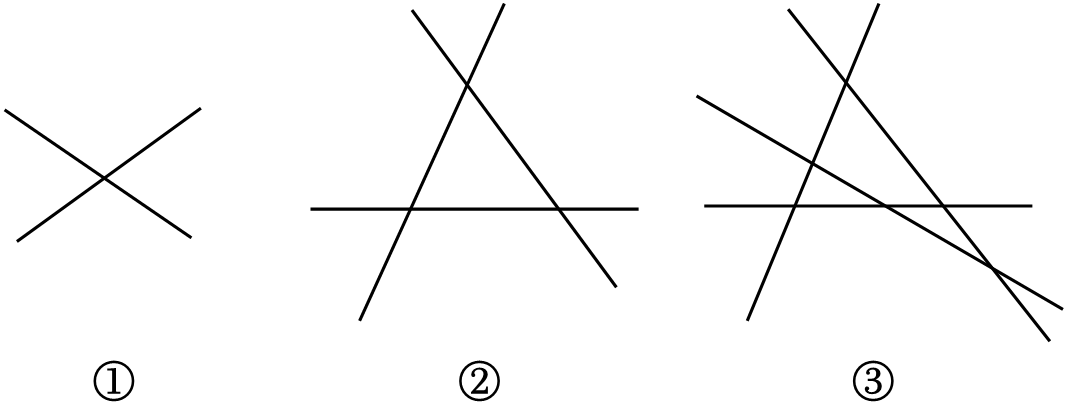 ① ② ③